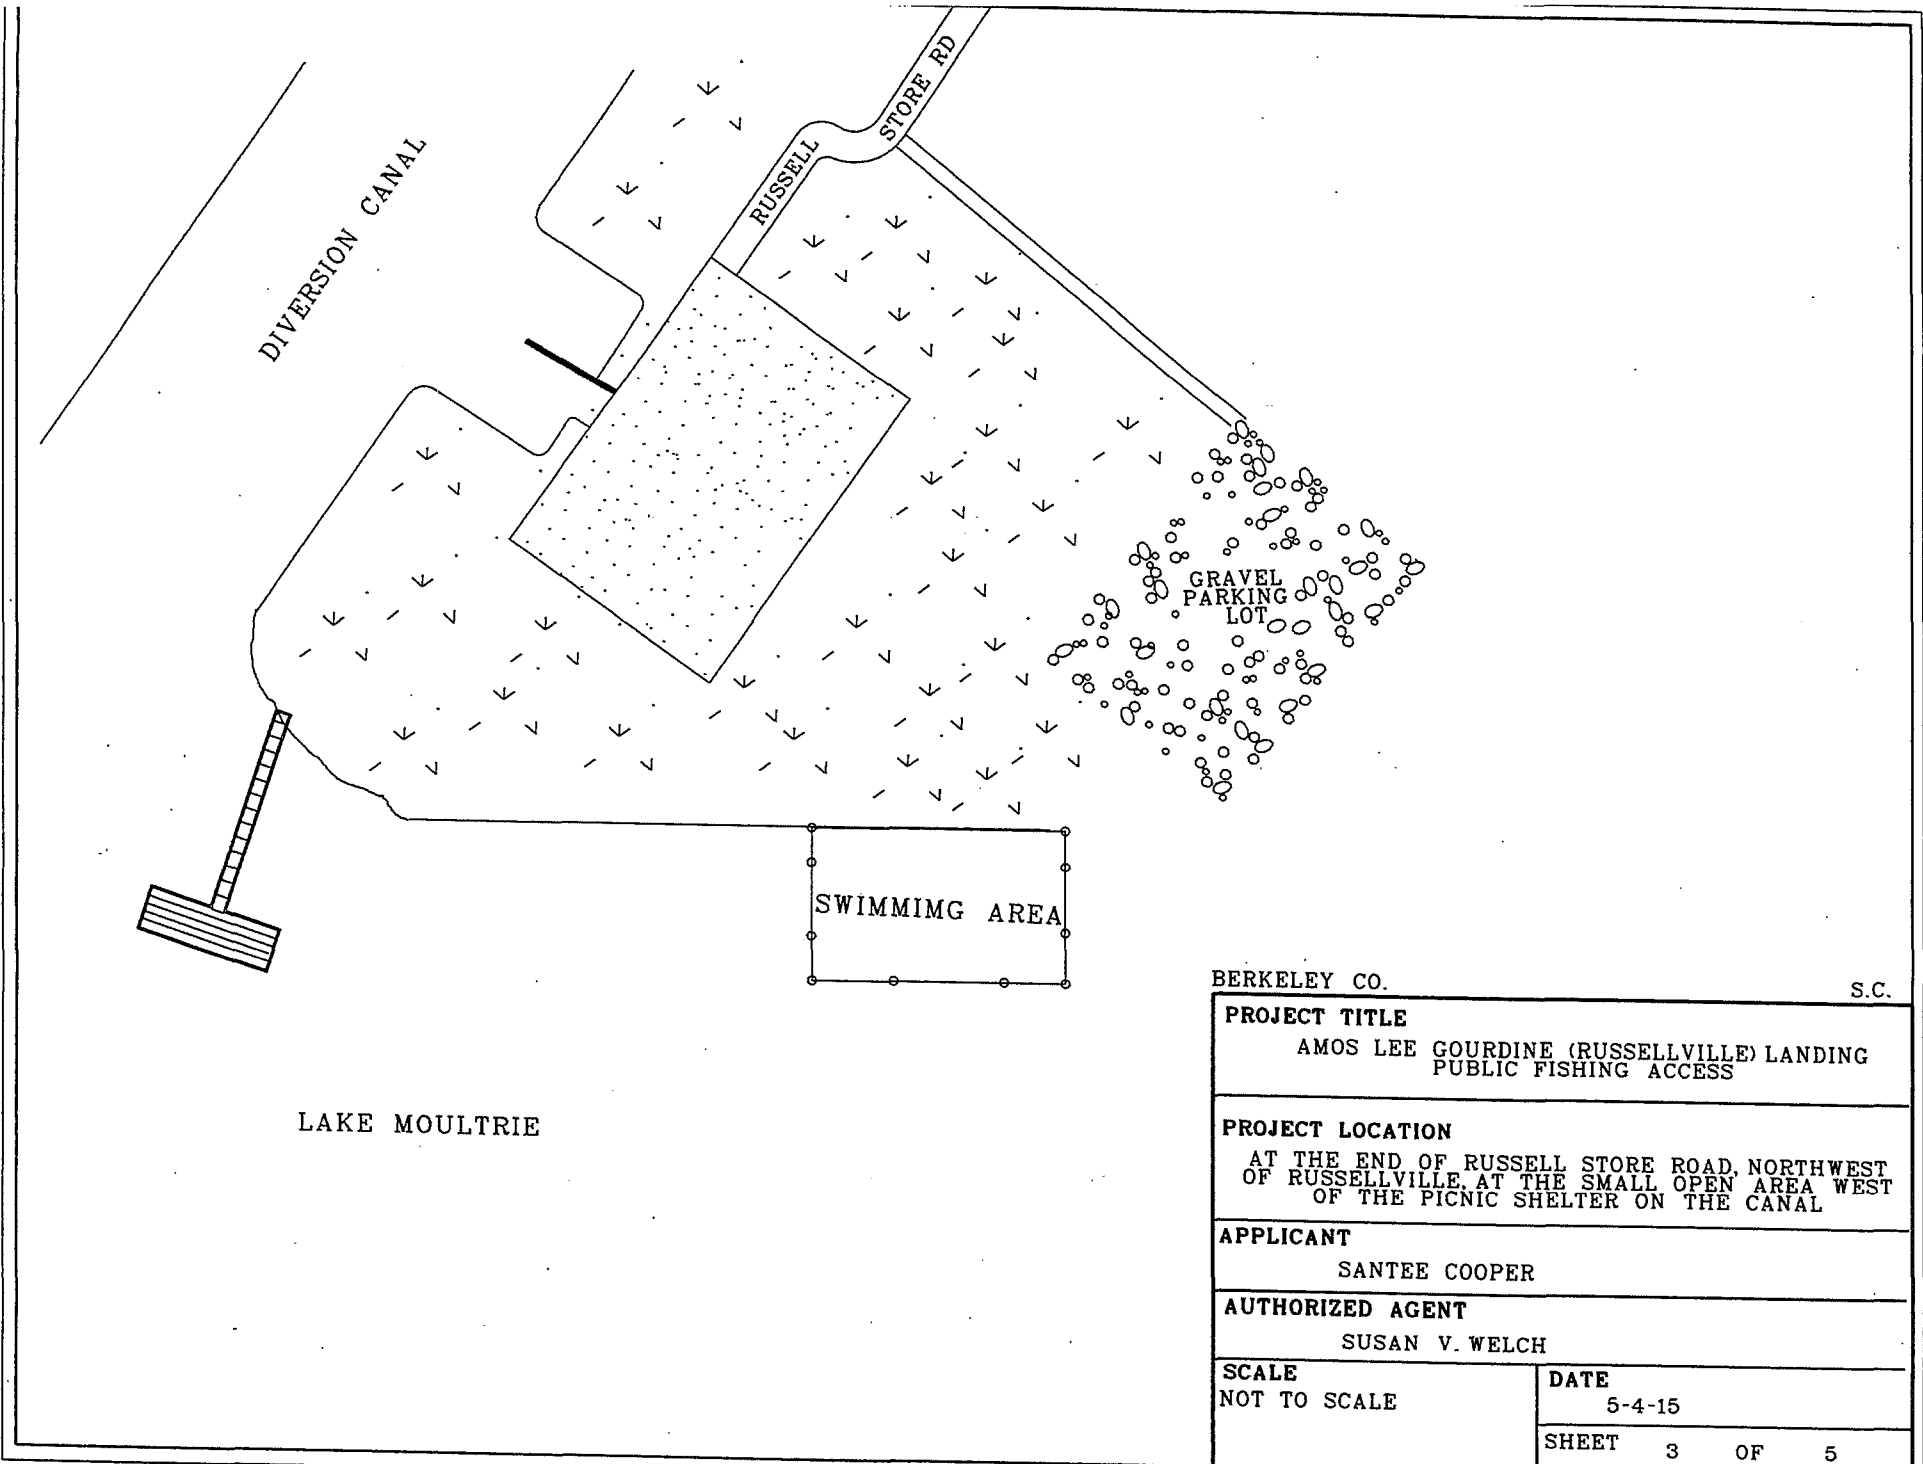 STORE RD
RUSSELL
DIVERSION CANAL
GRAVEL
PARKING
LOT
SWIMMIMG AREA
LAKE MOULTRIE
BERKELEY CO. S.C.
PROJECT TITLE
AMOS LEE GOURDINE (RUSSELLVILLE) LANDING
PUBLIC FISHING ACCESS
PROJECT LOCATION
AT THE END OF RUSSELL STORE ROAD, NORTHWEST
OF RUSSELLVILLE, AT THE SMALL OPEN AREA WEST
OF THE PICNIC SHELTER ON THE CANAL
APPLICANT
SANTEE COOPER
AUTHORIZED AGENT
SUSAN V. WELCH
SCALE
NOT TO SCALE
DATE
5-4-15
SHEET 3 OF 5